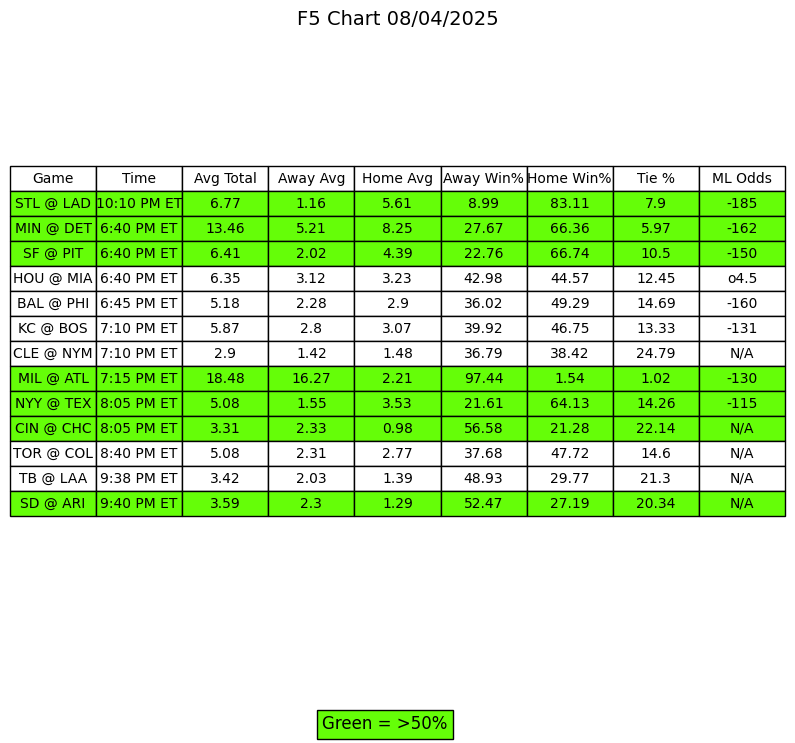 F5 Chart 08/04/2025
Game Time Avg Total Away Avg Home Avg Away Win% Home Win% Tie % ML Odds
STL @ LAD 10:10 PM ET 6.77 1.16 5.61 8.99 83.11 7.9 -185
MIN @ DET 6:40 PM ET 13.46 5.21 8.25 27.67 66.36 5.97 -162
SF @ PIT 6:40 PM ET 6.41 2.02 4.39 22.76 66.74 10.5 -150
HOU @ MIA 6:40 PM ET 6.35 3.12 3.23 42.98 44.57 12.45 o4.5
BAL @ PHI 6:45 PM ET 5.18 2.28 2.9 36.02 49.29 14.69 -160
KC @ BOS 7:10 PM ET 5.87 2.8 3.07 39.92 46.75 13.33 -131
CLE @ NYM 7:10 PM ET 2.9 1.42 1.48 36.79 38.42 24.79 N/A
MIL @ ATL 7:15 PM ET 18.48 16.27 2.21 97.44 1.54 1.02 -130
NYY @ TEX 8:05 PM ET 5.08 1.55 3.53 21.61 64.13 14.26 -115
CIN @ CHC 8:05 PM ET 3.31 2.33 0.98 56.58 21.28 22.14 N/A
TOR @ COL 8:40 PM ET 5.08 2.31 2.77 37.68 47.72 14.6 N/A
TB @ LAA 9:38 PM ET 3.42 2.03 1.39 48.93 29.77 21.3 N/A
SD @ ARI 9:40 PM ET 3.59 2.3 1.29 52.47 27.19 20.34 N/A
Green = >50%